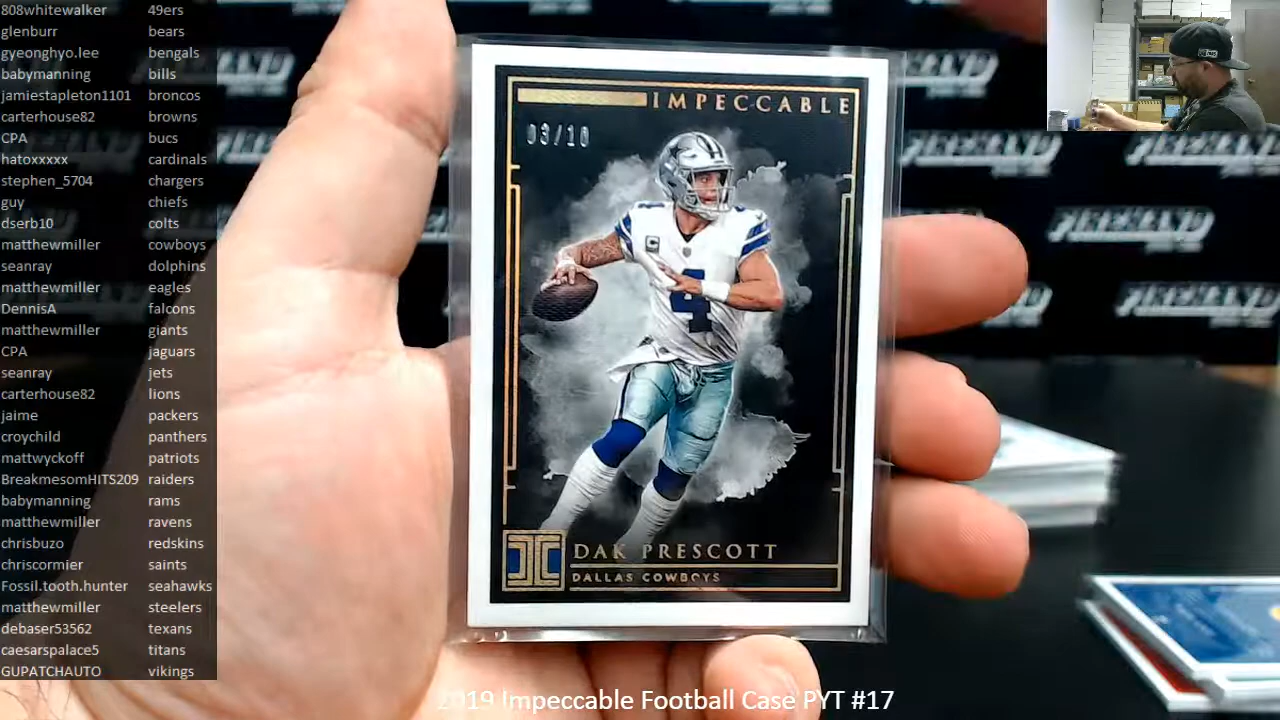 808whitewalker 49ers
glenburr bears
gyeonghyo.lee bengals
babymanning bills
jamiestapleton1101 broncos
carterhouse82 browns
CPA bucs
hatoxxxxx cardinals
stephen_5704 chargers
guy chiefs
dserb10 colts
matthewmiller cowboys
seanray dolphins
matthewmiller eagles
DennisA falcons
matthewmiller giants
CPA jaguars
seanray jets
carterhouse82 lions
jaime packers
croychild panthers
mattwyckoff patriots
BreakmesomHITS209 raiders
babymanning rams
matthewmiller ravens
chrisbuzo redskins
chriscormier saints
Fossil.tooth.hunter seahawks
matthewmiller steelers
debaser53562 texans
caesarspalace5 titans
GUPATCHAUTO vikings
IMPECCABLE
03/10
C
4
DAK PRESCOTT
DALLAS COWBOYS
2019 Impeccable Football Case PYT #17